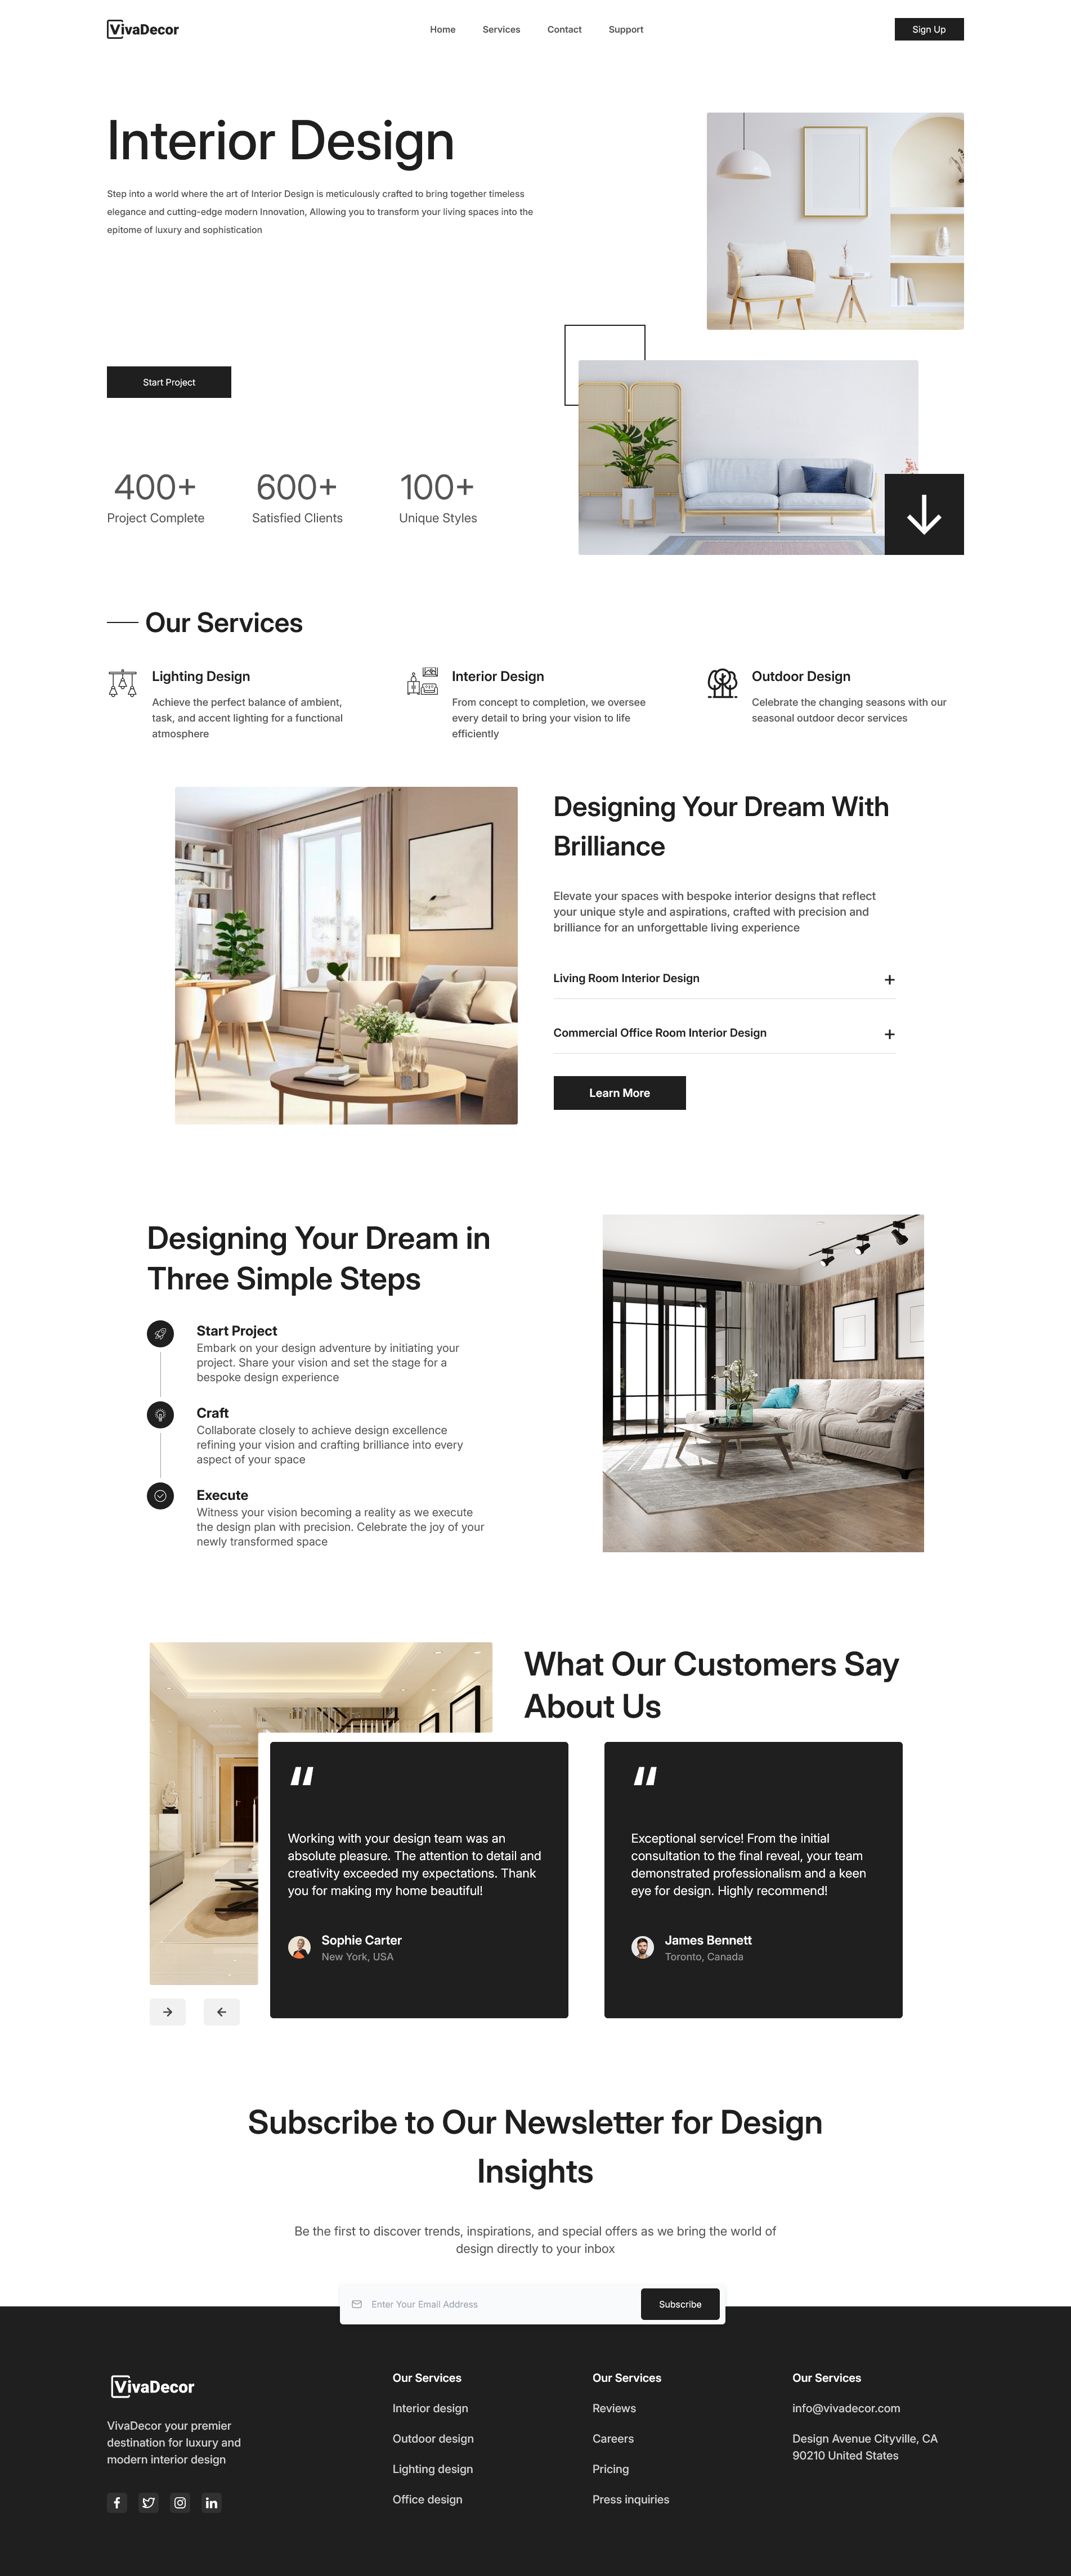 VivaDecor
Home
Services
Contact
Support
Sign Up
Interior Design
Step into a world where the art of Interior Design is meticulously crafted to bring together timeless
elegance and cutting-edge modern Innovation, Allowing you to transform your living spaces into the
epitome of luxury and sophistication
Start Project
400+
Project Complete
600+
Satisfied Clients
100+
Unique Styles
Our Services
Lighting Design
Achieve the perfect balance of ambient,
task, and accent lighting for a functional
atmosphere
Interior Design
From concept to completion, we oversee
every detail to bring your vision to life
efficiently
Outdoor Design
Celebrate the changing seasons with our
seasonal outdoor decor services
Designing Your Dream With
Brilliance
Elevate your spaces with bespoke interior designs that reflect
your unique style and aspirations, crafted with precision and
brilliance for an unforgettable living experience
Living Room Interior Design +
Commercial Office Room Interior Design +
Learn More
Designing Your Dream in
Three Simple Steps
Start Project
Embark on your design adventure by initiating your
project. Share your vision and set the stage for a
bespoke design experience
Craft
Collaborate closely to achieve design excellence
refining your vision and crafting brilliance into every
aspect of your space
Execute
Witness your vision becoming a reality as we execute
the design plan with precision. Celebrate the joy of your
newly transformed space
What Our Customers Say
About Us
"
Working with your design team was an
absolute pleasure. The attention to detail and
creativity exceeded my expectations. Thank
you for making my home beautiful!
Sophie Carter
New York, USA
"
Exceptional service! From the initial
consultation to the final reveal, your team
demonstrated professionalism and a keen
eye for design. Highly recommend!
James Bennett
Toronto, Canada
Subscribe to Our Newsletter for Design
Insights
Be the first to discover trends, inspirations, and special offers as we bring the world of
design directly to your inbox
Enter Your Email Address
Subscribe
VivaDecor
VivaDecor your premier
destination for luxury and
modern interior design
Our Services
Interior design
Outdoor design
Lighting design
Office design
Our Services
Reviews
Careers
Pricing
Press inquiries
Our Services
info@vivadecor.com
Design Avenue Cityville, CA
90210 United States